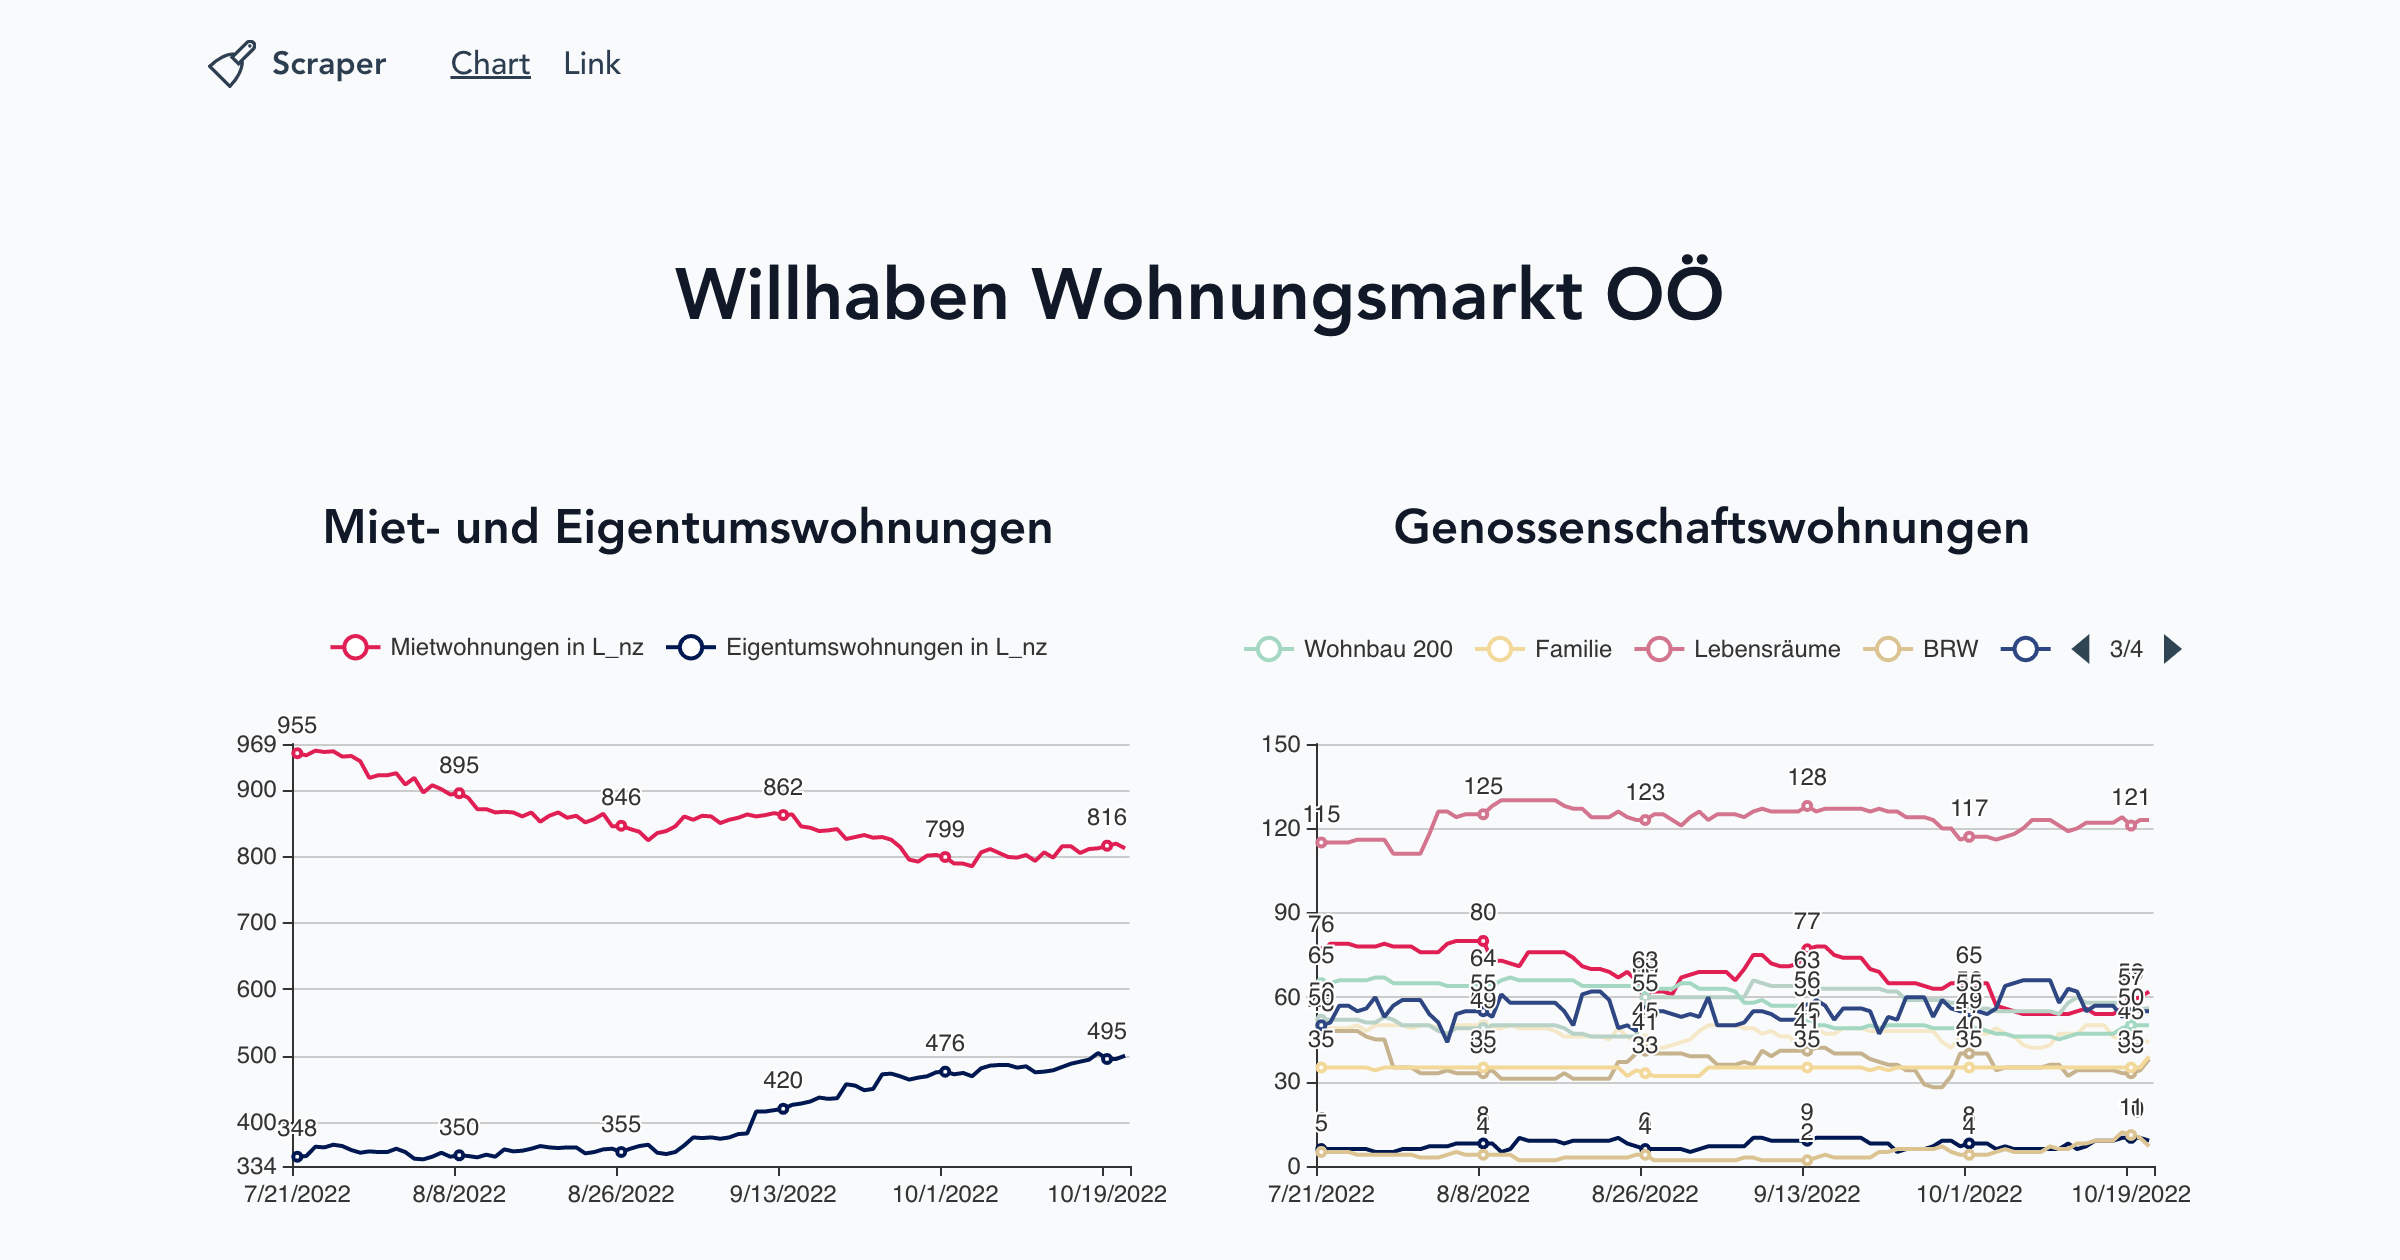 Scraper Chart Link
Willhaben Wohnungsmarkt OÖ
Miet- und Eigentumswohnungen
Mietwohnungen in L_nz Eigentumswohnungen in L_nz
955
969
895
900
862
846
816
799
800
700
600
495
500
476
420
400
355
350
348
334
7/21/2022 8/8/2022 8/26/2022 9/13/2022 10/1/2022 10/19/2022
Genossenschaftswohnungen
Wohnbau 200 Familie Lebensräume BRW 3/4
150
128
125 123 121
115 117
120
90 80
76 77
65 64 63 63 65
57
55 55 56 55
60
50 49 49 50
45 45 45
41 41 40
35 35 33 35 35 35
30
5 8 9 8 11
4 4 2 4
0
7/21/2022 8/8/2022 8/26/2022 9/13/2022 10/1/2022 10/19/2022